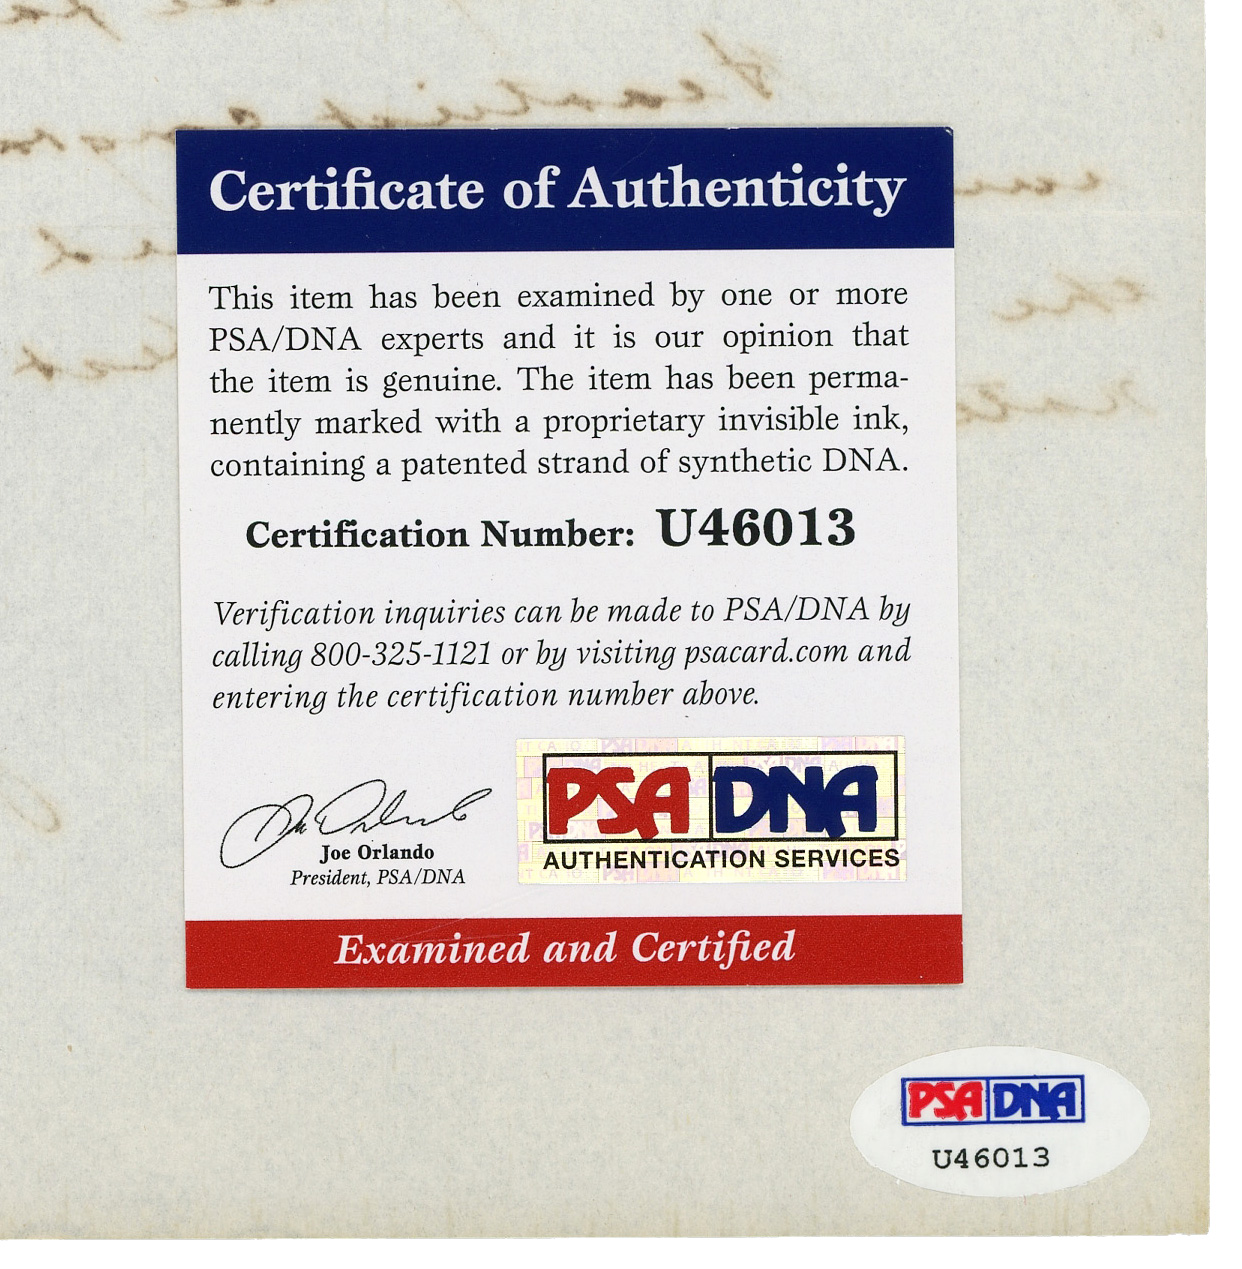 Certificate of Authenticity
This item has been examined by one or more
PSA/DNA experts and it is our opinion that
the item is genuine. The item has been perma-
nently marked with a proprietary invisible ink,
containing a patented strand of synthetic DNA.
Certification Number: U46013
Verification inquiries can be made to PSA/DNA by
calling 800-325-1121 or by visiting psacard.com and
entering the certification number above.
PSA DNA
AUTHENTICATION SERVICES
Joe Orlando
President, PSA/DNA
Examined and Certified
PSA DNA
U46013